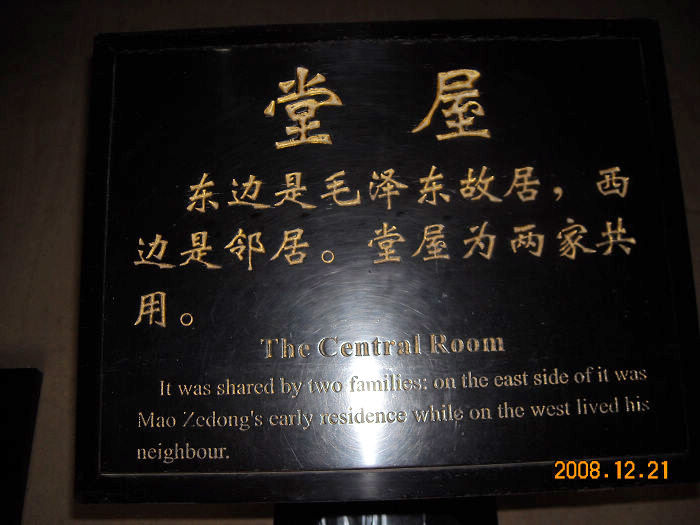 堂屋
东边是毛泽东故居，西
边是邻居。堂屋为两家共
用。
The Central Room
It was shared by two families: on the east side of it was
Mao Zedong's early residence while on the west lived his
neighbour.
2008.12.21